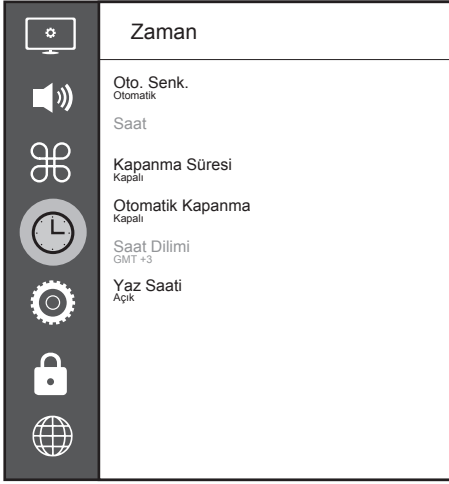 Zaman
Oto. Senk.
Otomatik
Saat
Kapanma Süresi
Kapalı
Otomatik Kapanma
Kapalı
Saat Dilimi
GMT +3
Yaz Saati
Açık